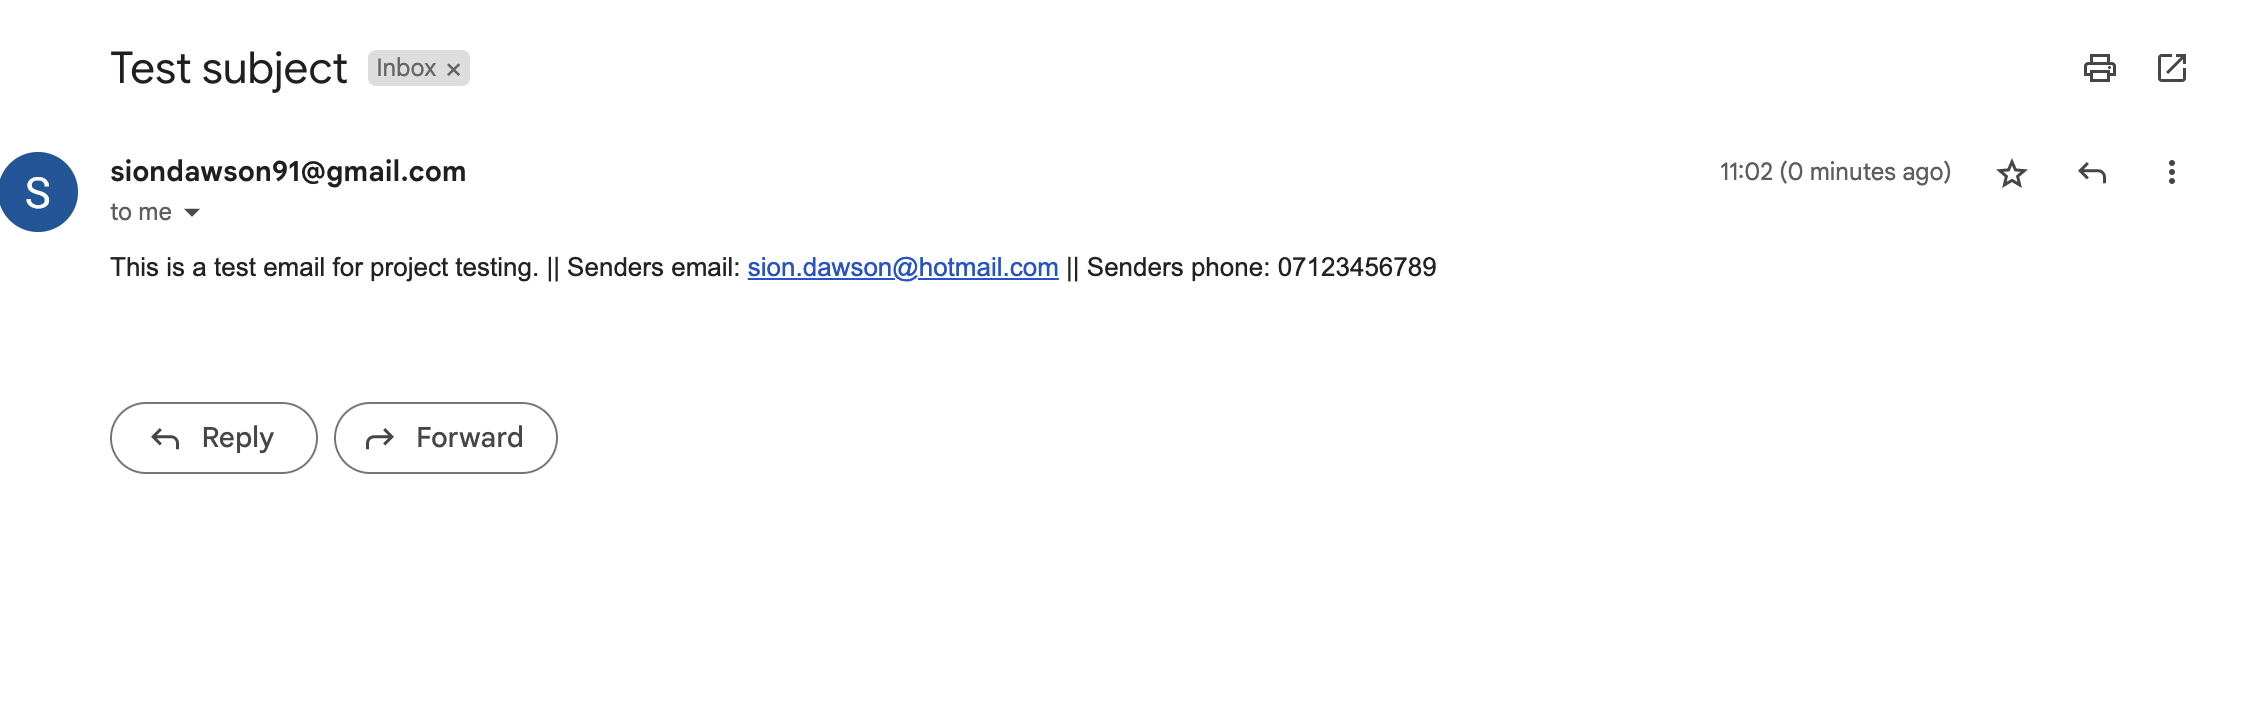 Test subject Inbox ×
S
siondawson91@gmail.com 11:02 (0 minutes ago)
to me
This is a test email for project testing. || Senders email: sion.dawson@hotmail.com || Senders phone: 07123456789
Reply Forward